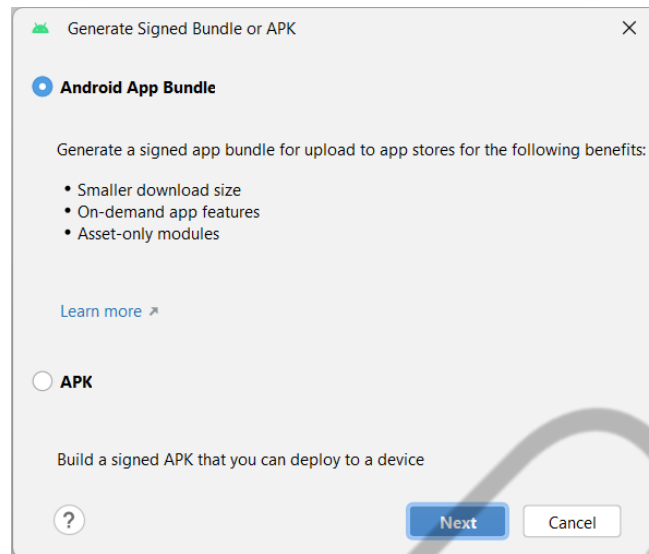 Generate Signed Bundle or APK
Android App Bundle
Generate a signed app bundle for upload to app stores for the following benefits:
• Smaller download size
• On-demand app features
• Asset-only modules
Learn more ↗
APK
Build a signed APK that you can deploy to a device
?
Next
Cancel